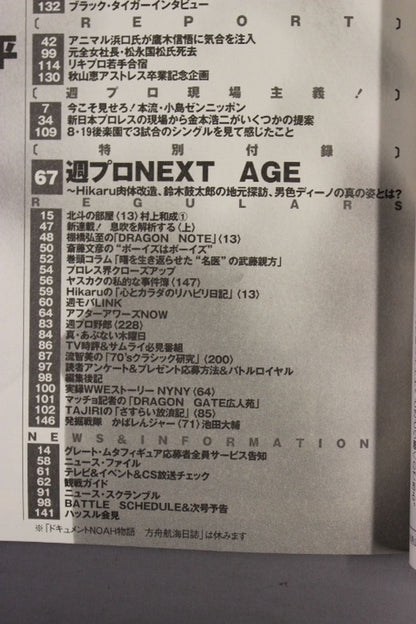 132 ブラック・タイガーインタビュー
〔REPORT〕
42 アニマル浜口氏が鷹木信悟に気合を注入
99 元全女社長・松永国松氏死去
114 リキプロ若手合宿
130 秋山恵アストレス卒業記念企画
〔週プロ現場主義!〕
7 今こそ見せろ!本流・小島ゼンニッポン
34 新日本プロレスの現場から金本浩二がいくつかの提案
109 8・19後楽園で3試合のシングルを見て感じたこと
〔特別付録〕
67 週プロNEXT AGE
〜Hikaru肉体改造、鈴木鼓太郎の地元探訪、男色ディーノの真の姿とは?
REGULARS
15 北斗の部屋〈13〉村上和成①
47 新連載! 息吹を解析する〈上〉
48 棚橋弘至の「DRAGON NOTE」〈13〉
50 斎藤文彦の“ボーイズはボーイズ”
52 巻頭コラム「曙を生き返らせた“名医”の武藤親方」
54 プロレス界クローズアップ
56 ヤスカクの私的な事件簿〈147〉
59 Hikaruの「心とカラダのリハビリ日記」〈13〉
60 週モバLINK
64 アフターアワーズNOW
83 週プロ野郎〈228〉
84 真・あぶない木曜日
86 TV時評&サムライ必見番組
87 流智美の「70'sクラシック研究」〈200〉
97 読者アンケート&プレゼント応募方法&バトルロイヤル
98 編集後記
100 実録WWEストーリー NYNY〈64〉
101 マッチョ記者の「DRAGON GATE広人苑」
102 TAJIRIの「さすらい放浪記」〈85〉
146 発掘戦隊 かばレンジャー〈71〉池田大輔
NEWS&INFORMATION
14 グレート・ムタフィギュア応募者全員サービス告知
58 ニュース・ファイル
61 テレビ&イベント&CS放送チェック
62 観戦ガイド
91 ニュース・スクランブル
98 BATTLE SCHEDULE&次号予告
141 ハッスル会見
※「ドキュメントNOAH物語 方舟航海日誌」は休みます